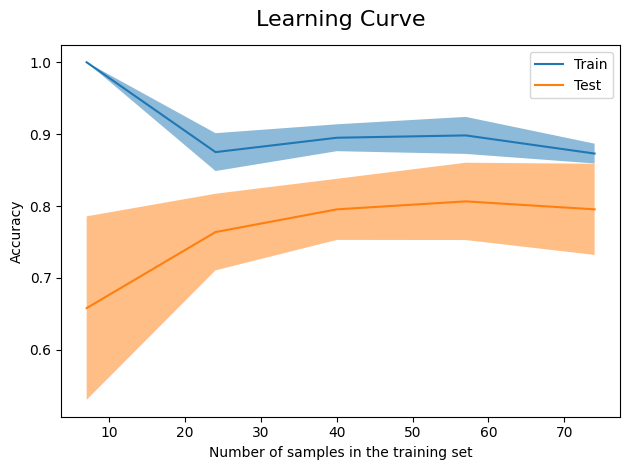 Learning Curve
1.0
0.9
0.8
0.7
0.6
Accuracy
Train
Test
10 20 30 40 50 60 70
Number of samples in the training set